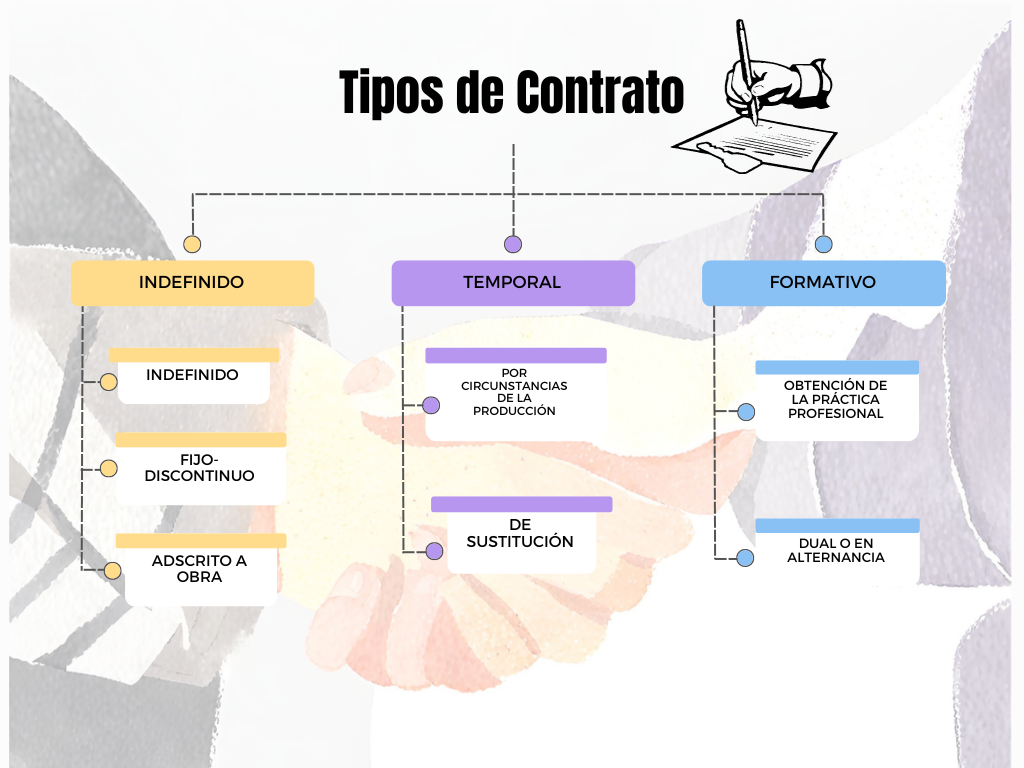 Tipos de Contrato
INDEFINIDO
TEMPORAL
FORMATIVO
INDEFINIDO
FIJO-
DISCONTINUO
ADSCRITO A
OBRA
POR
CIRCUNSTANCIAS
DE LA
PRODUCCIÓN
DE
SUSTITUCIÓN
OBTENCIÓN DE
LA PRÁCTICA
PROFESIONAL
DUAL O EN
ALTERNANCIA